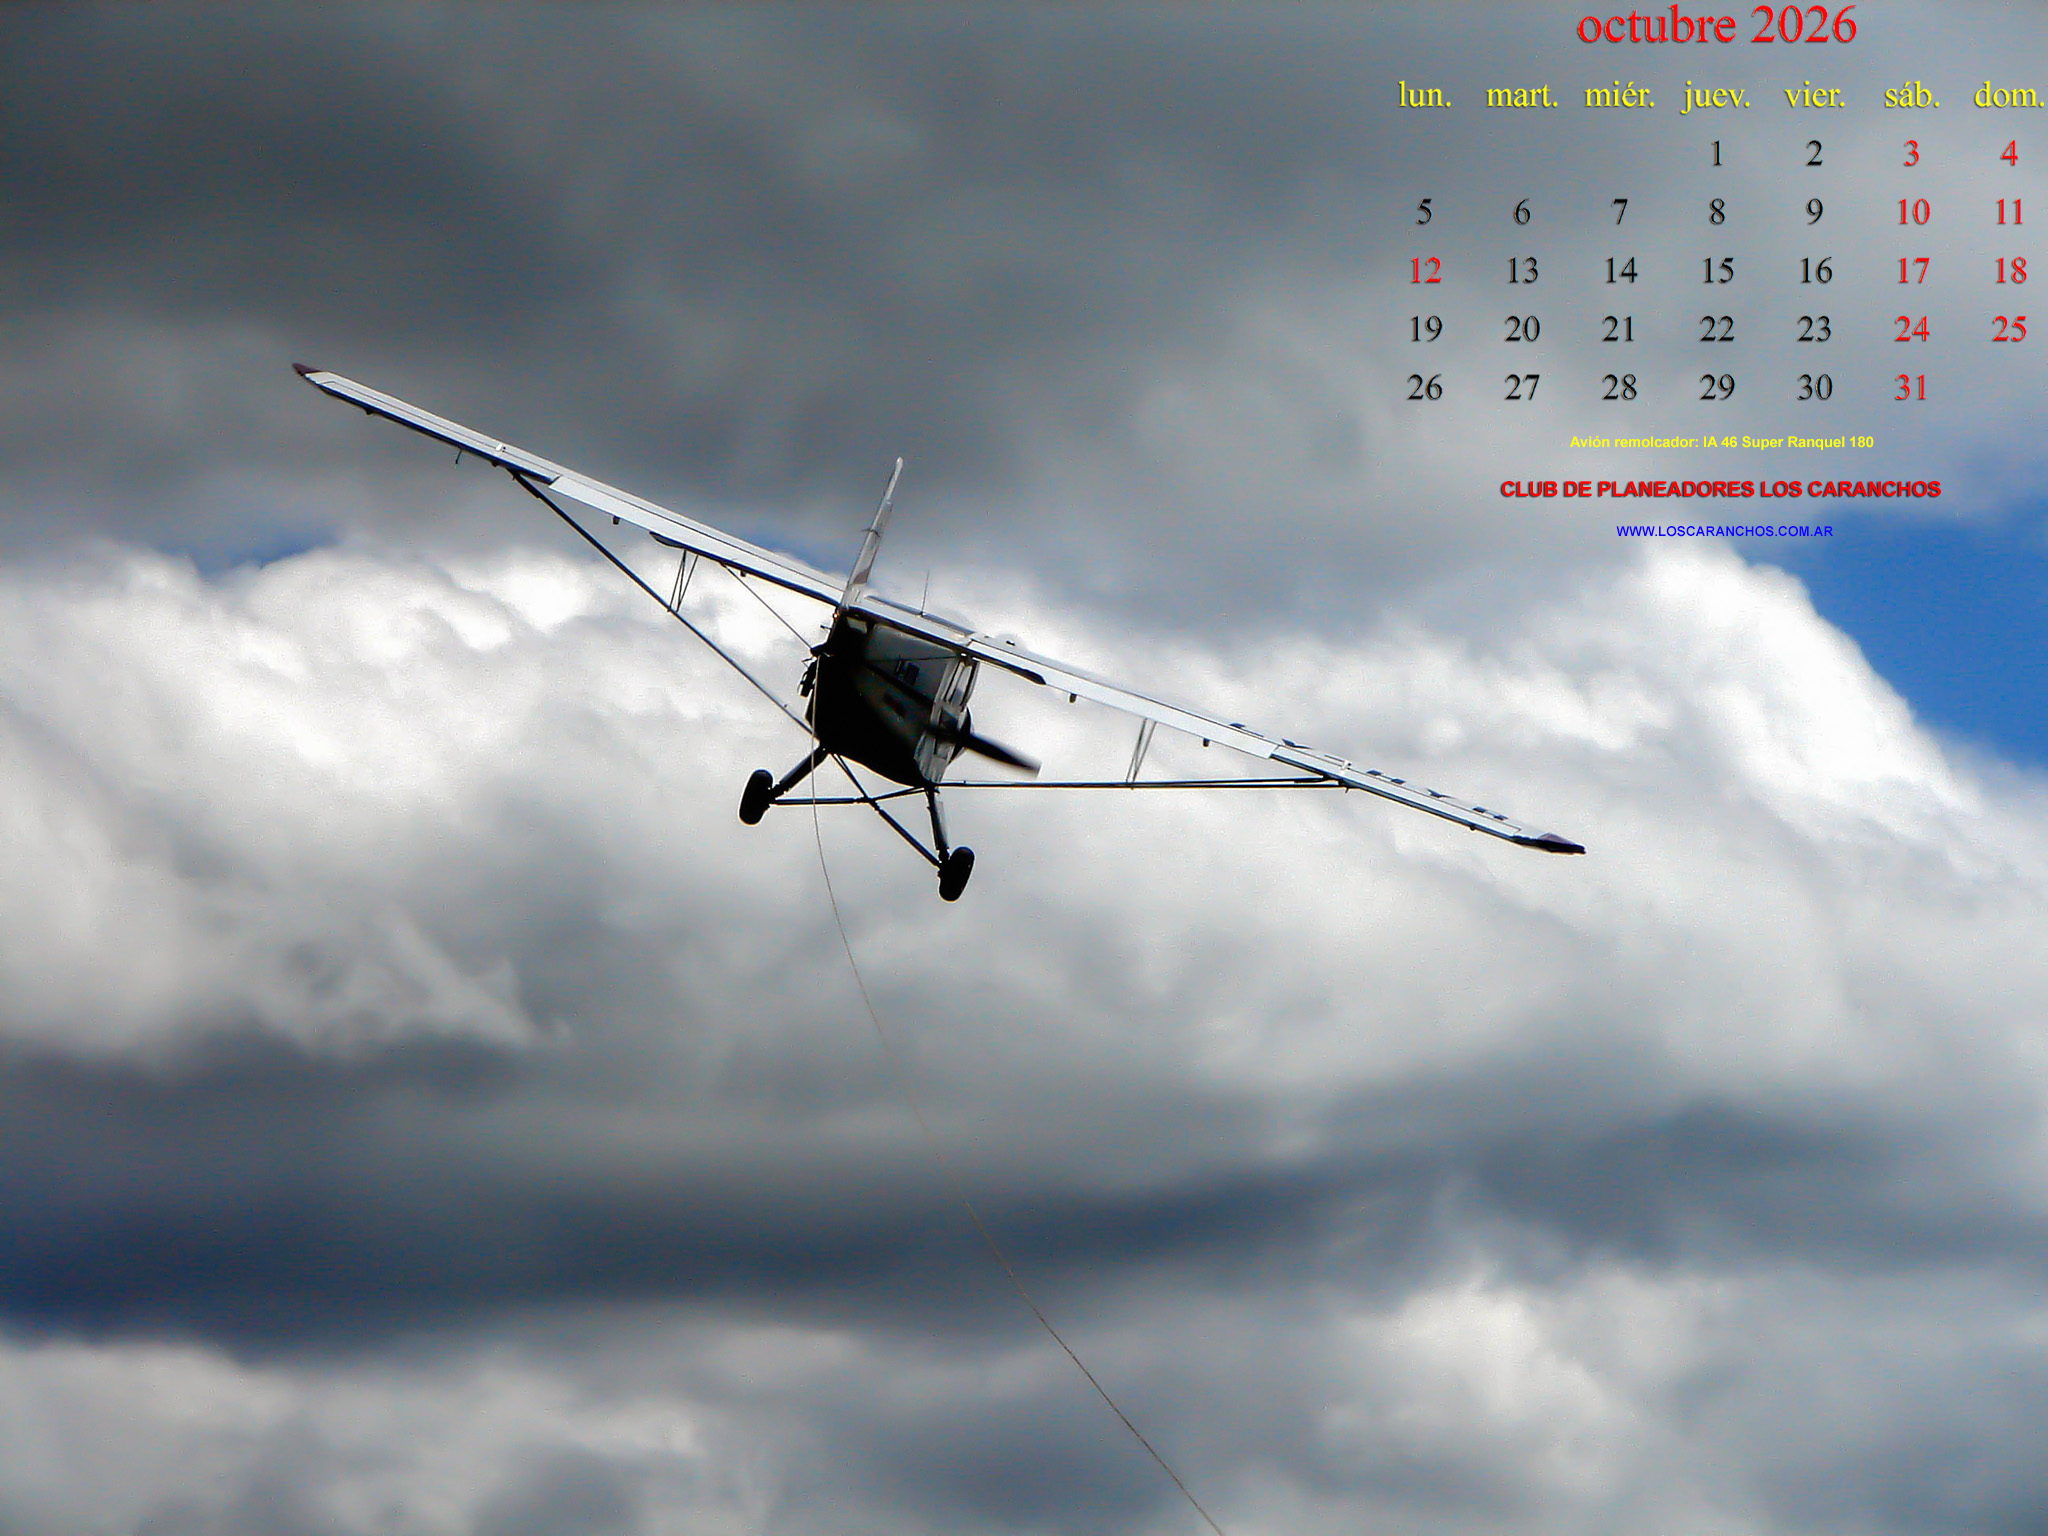 octubre 2026
lun. mart. miér. juev. vier. sáb. dom.
1 2 3 4
5 6 7 8 9 10 11
12 13 14 15 16 17 18
19 20 21 22 23 24 25
26 27 28 29 30 31
Avión remolcador: IA 46 Super Ranquel 180
CLUB DE PLANEADORES LOS CARANCHOS
WWW.LOSCARANCHOS.COM.AR